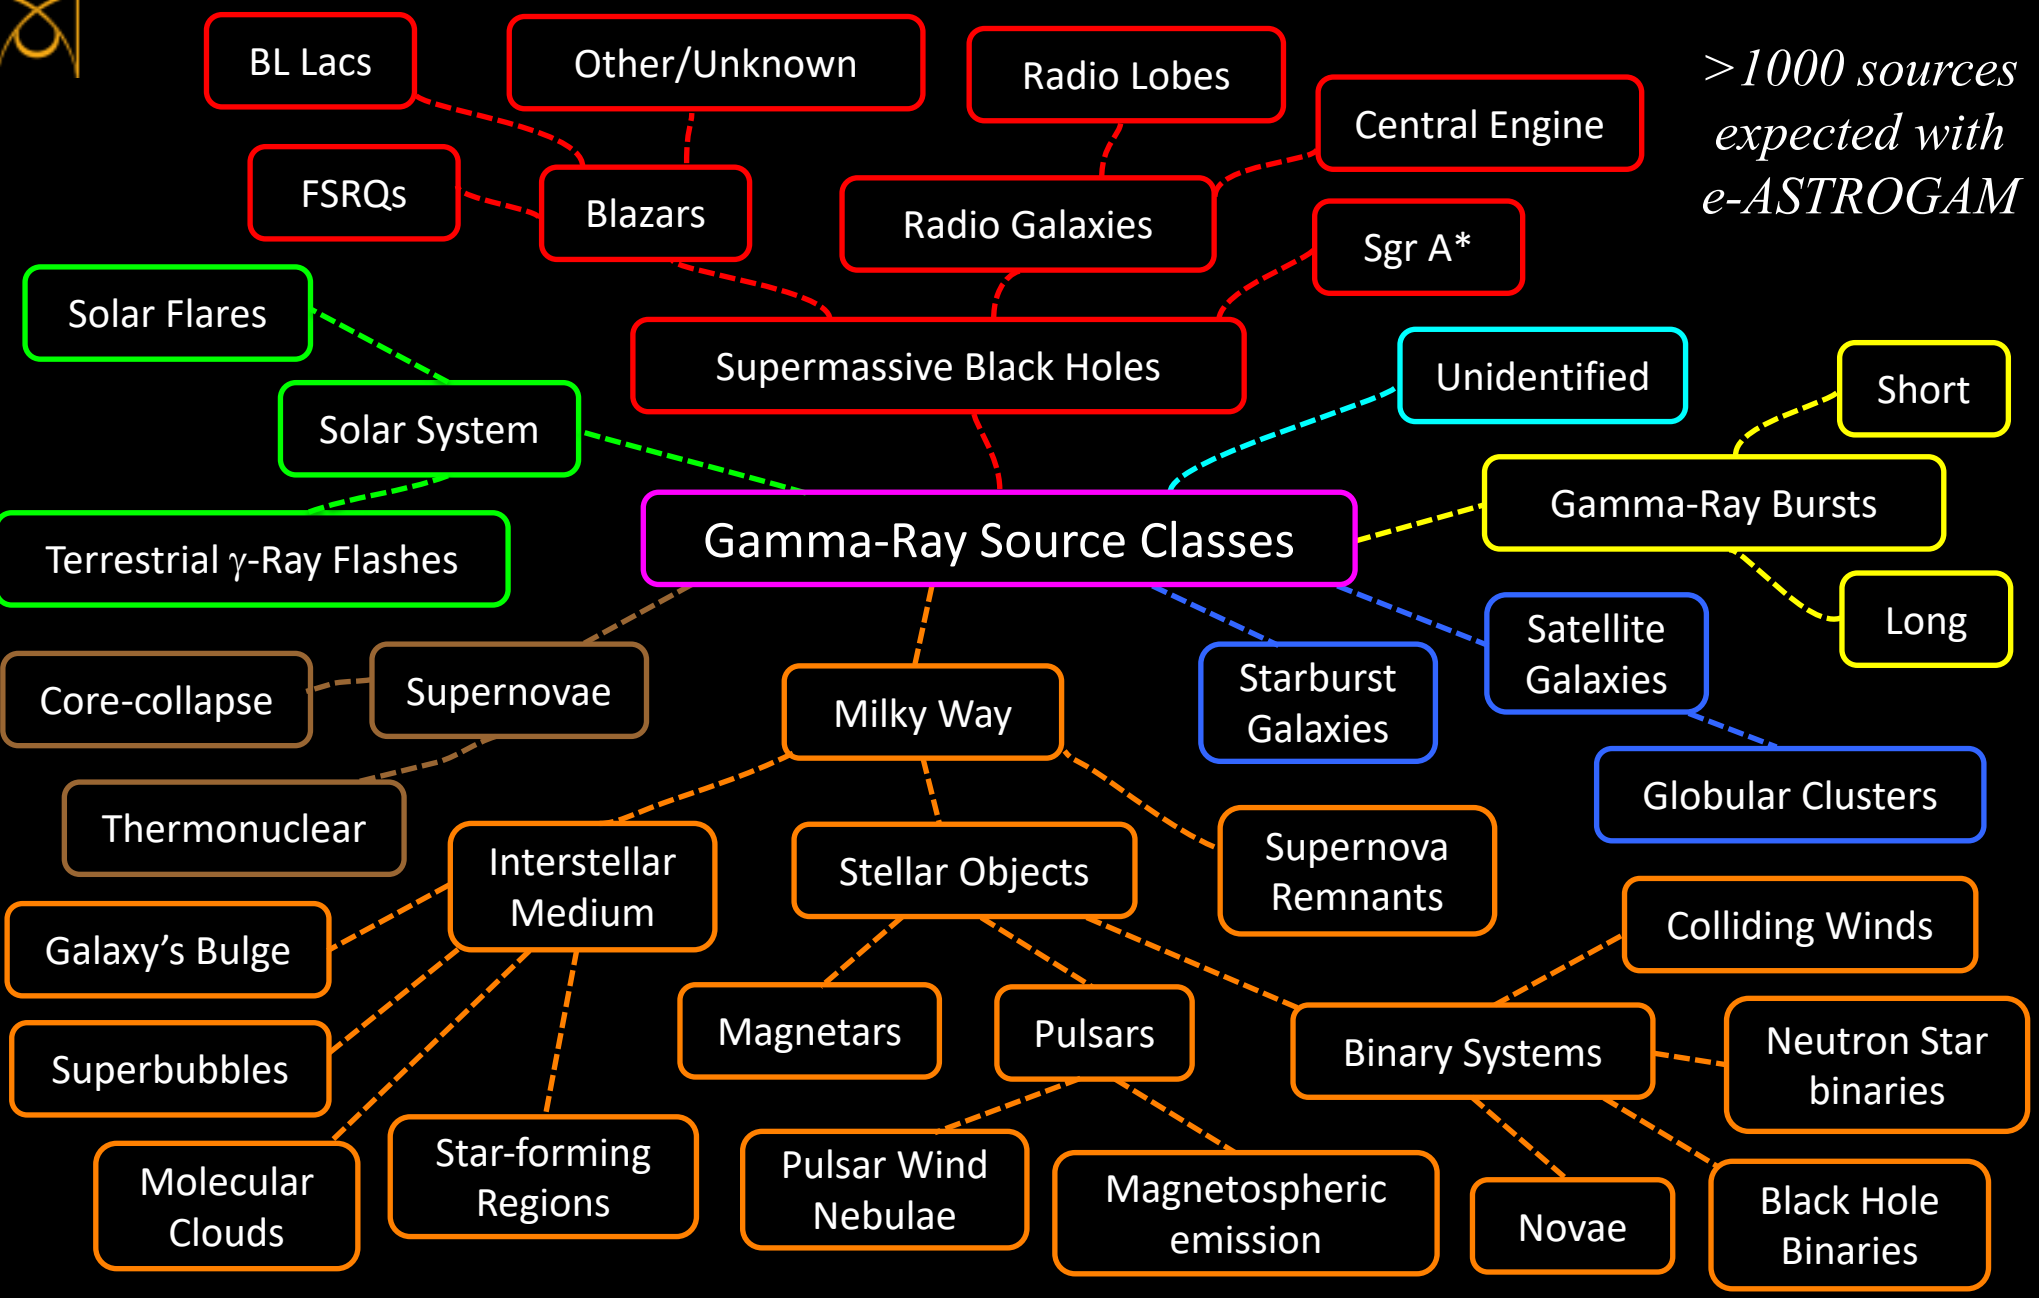 BL Lacs
Other/Unknown
Radio Lobes
>1000 sources
expected with
e-ASTROGAM
Central Engine
FSRQs
Blazars
Radio Galaxies
Sgr A*
Solar Flares
Supermassive Black Holes
Unidentified
Short
Solar System
Gamma-Ray Bursts
Gamma-Ray Source Classes
Terrestrial γ-Ray Flashes
Long
Satellite
Galaxies
Core-collapse
Supernovae
Milky Way
Starburst
Galaxies
Globular Clusters
Thermonuclear
Interstellar
Medium
Stellar Objects
Supernova
Remnants
Colliding Winds
Galaxy’s Bulge
Magnetars
Pulsars
Binary Systems
Neutron Star
binaries
Superbubbles
Molecular
Clouds
Star-forming
Regions
Pulsar Wind
Nebulae
Magnetospheric
emission
Novae
Black Hole
Binaries